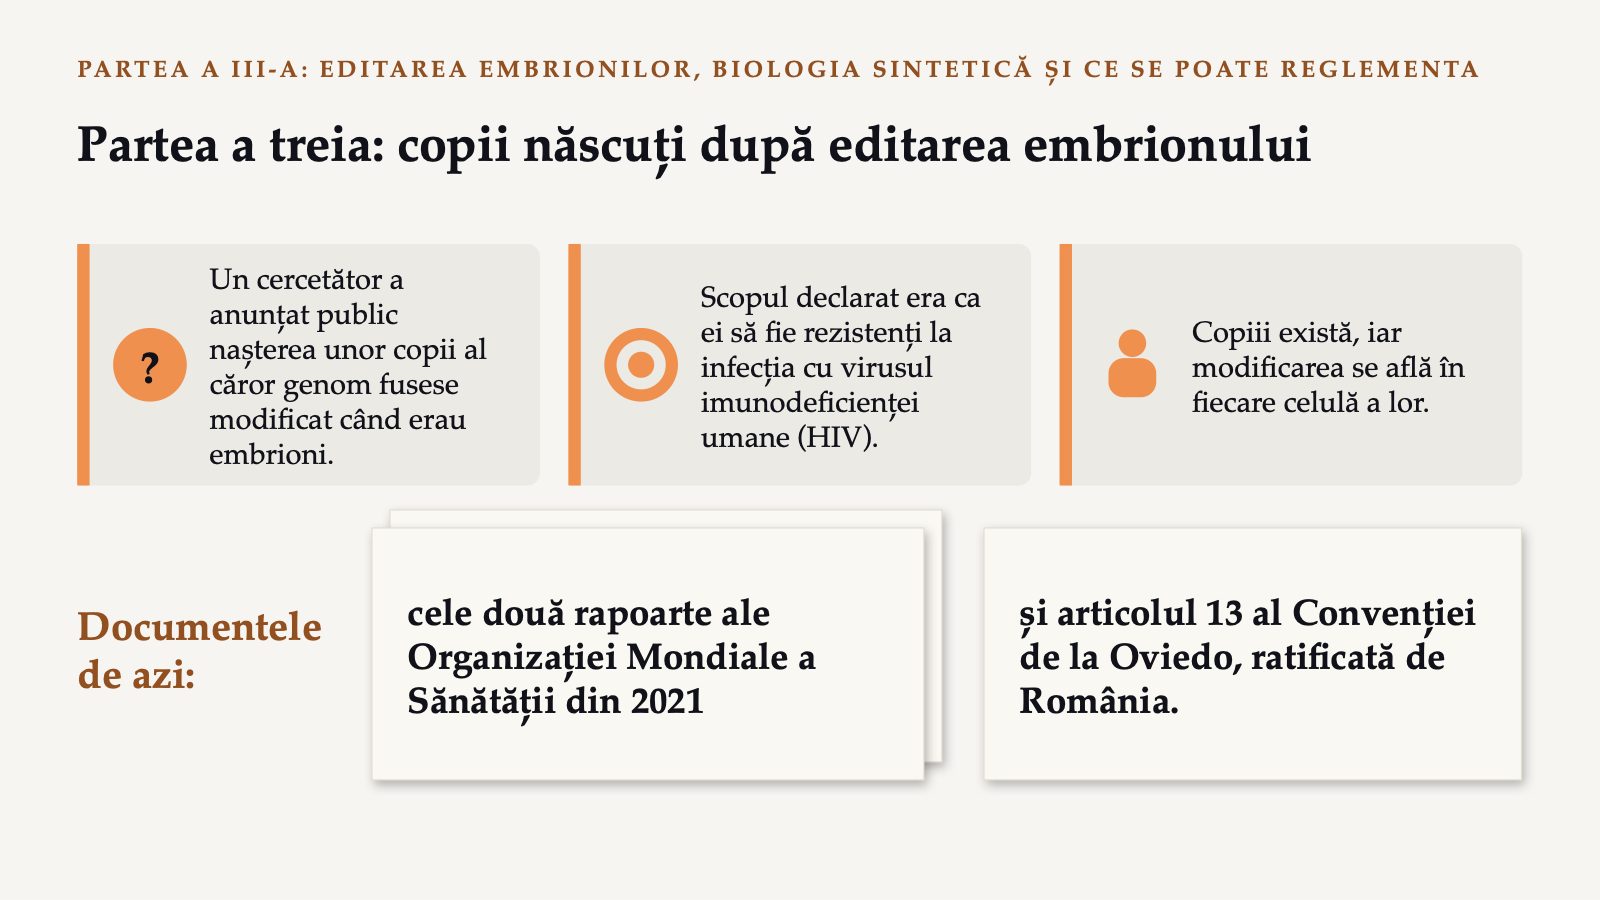 PARTEA A III-A: EDITAREA EMBRIONILOR, BIOLOGIA SINTETICĂ ȘI CE SE POATE REGLEMENTA
Partea a treia: copii născuți după editarea embrionului
?
Un cercetător a
anunțat public
nașterea unor copii al
căror genom fusese
modificat când erau
embrioni.
Scopul declarat era ca
ei să fie rezistenți la
infecția cu virusul
imunodeficienței
umane (HIV).
Copiii există, iar
modificarea se află în
fiecare celulă a lor.
Documentele
de azi:
cele două rapoarte ale
Organizației Mondiale a
Sănătății din 2021
și articolul 13 al Convenției
de la Oviedo, ratificată de
România.